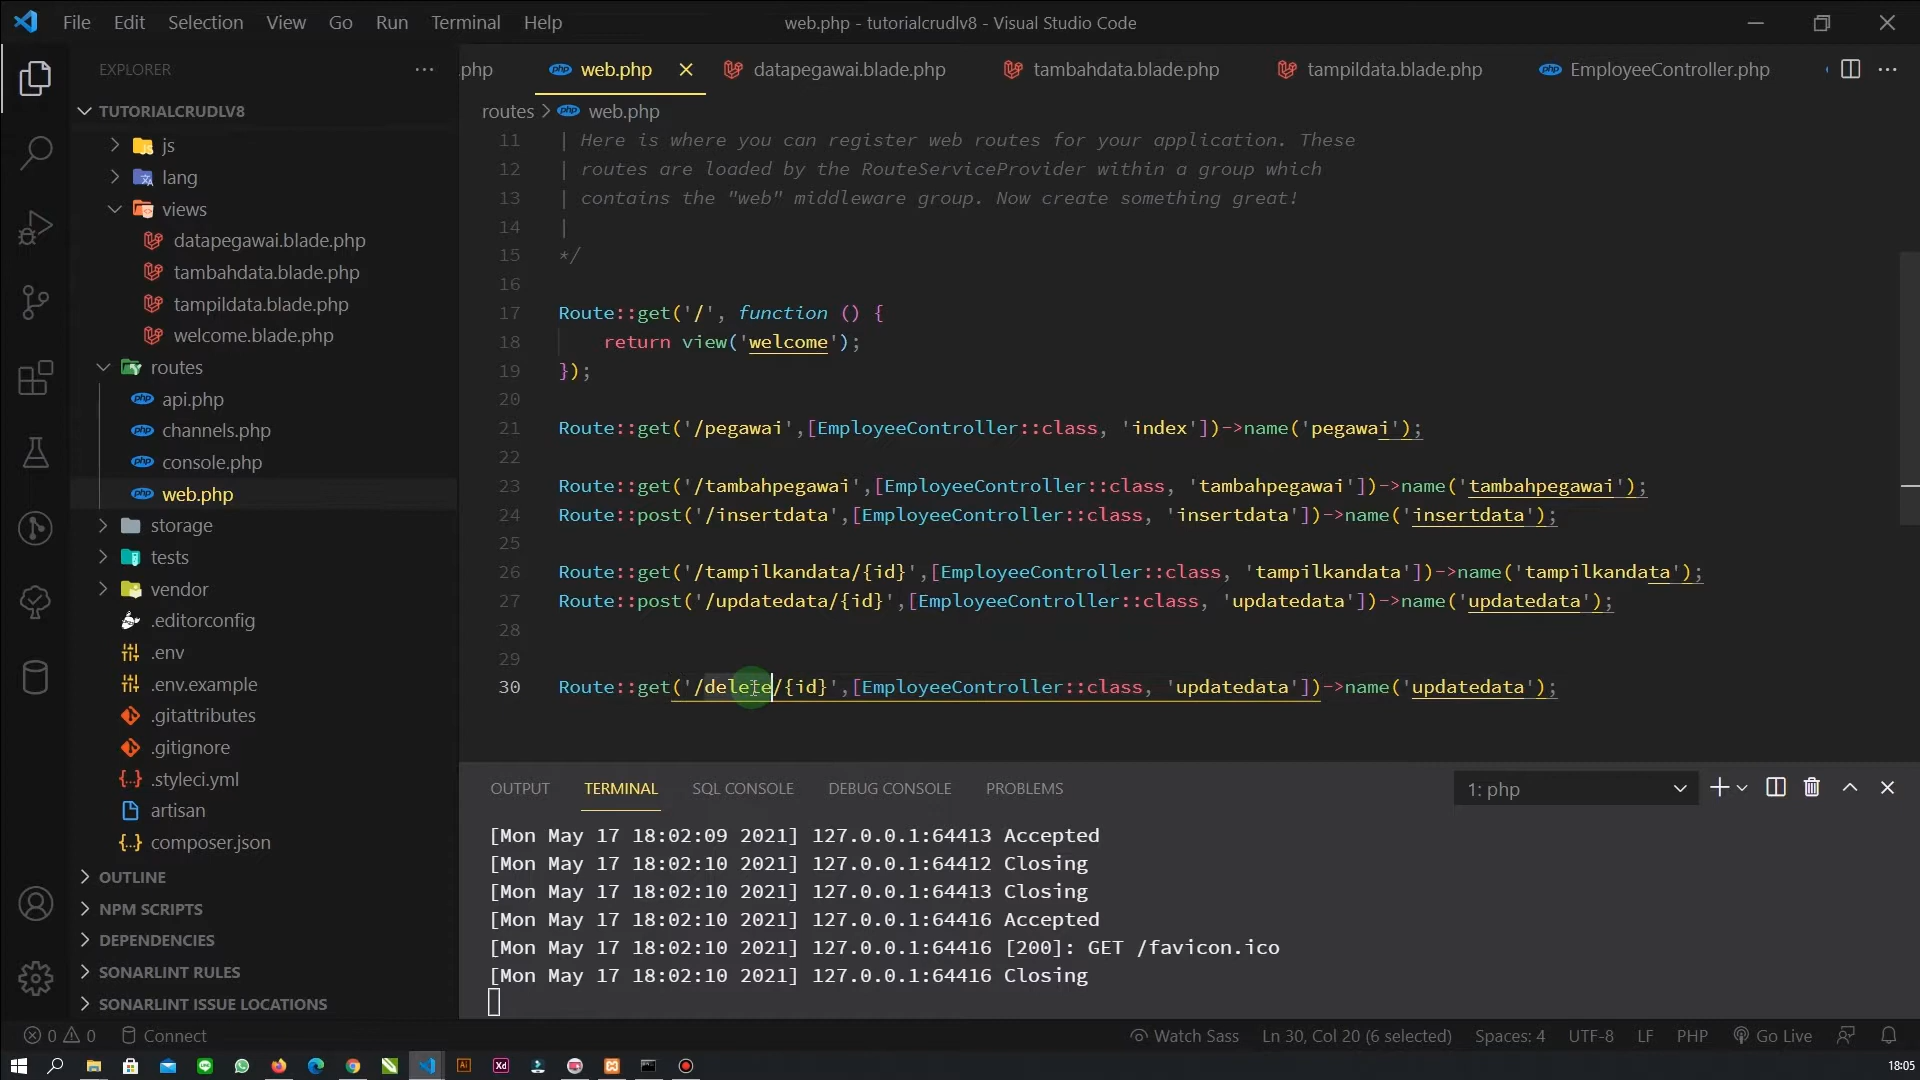 File Edit Selection View Go Run Terminal Help
web.php - tutorialcrudlv8 - Visual Studio Code
EXPLORER
TUTORIALCRUDLV8
js
lang
views
datapegawai.blade.php
tambahdata.blade.php
tampildata.blade.php
welcome.blade.php
routes
api.php
channels.php
console.php
web.php
storage
tests
vendor
.editorconfig
.env
.env.example
.gitattributes
.gitignore
.styleci.yml
artisan
composer.json
OUTLINE
NPM SCRIPTS
DEPENDENCIES
SONARLINT RULES
SONARLINT ISSUE LOCATIONS
.php web.php datapegawai.blade.php tambahdata.blade.php tampildata.blade.php EmployeeController.php
routes > web.php
11 | Here is where you can register web routes for your application. These
12 | routes are loaded by the RouteServiceProvider within a group which
13 | contains the "web" middleware group. Now create something great!
14 |
15 */
16
17 Route::get('/', function () {
18 return view('welcome');
19 });
20
21 Route::get('/pegawai',[EmployeeController::class, 'index'])->name('pegawai');
22
23 Route::get('/tambahpegawai',[EmployeeController::class, 'tambahpegawai'])->name('tambahpegawai');
24 Route::post('/insertdata',[EmployeeController::class, 'insertdata'])->name('insertdata');
25
26 Route::get('/tampilkandata/{id}',[EmployeeController::class, 'tampilkandata'])->name('tampilkandata');
27 Route::post('/updatedata/{id}',[EmployeeController::class, 'updatedata'])->name('updatedata');
28
29
30 Route::get('/delete/{id}',[EmployeeController::class, 'updatedata'])->name('updatedata');
OUTPUT TERMINAL SQL CONSOLE DEBUG CONSOLE PROBLEMS
1: php
[Mon May 17 18:02:09 2021] 127.0.0.1:64413 Accepted
[Mon May 17 18:02:10 2021] 127.0.0.1:64412 Closing
[Mon May 17 18:02:10 2021] 127.0.0.1:64413 Closing
[Mon May 17 18:02:10 2021] 127.0.0.1:64416 Accepted
[Mon May 17 18:02:10 2021] 127.0.0.1:64416 [200]: GET /favicon.ico
[Mon May 17 18:02:10 2021] 127.0.0.1:64416 Closing
0 0 Connect Watch Sass Ln 30, Col 20 (6 selected) Spaces: 4 UTF-8 LF PHP Go Live
18:05